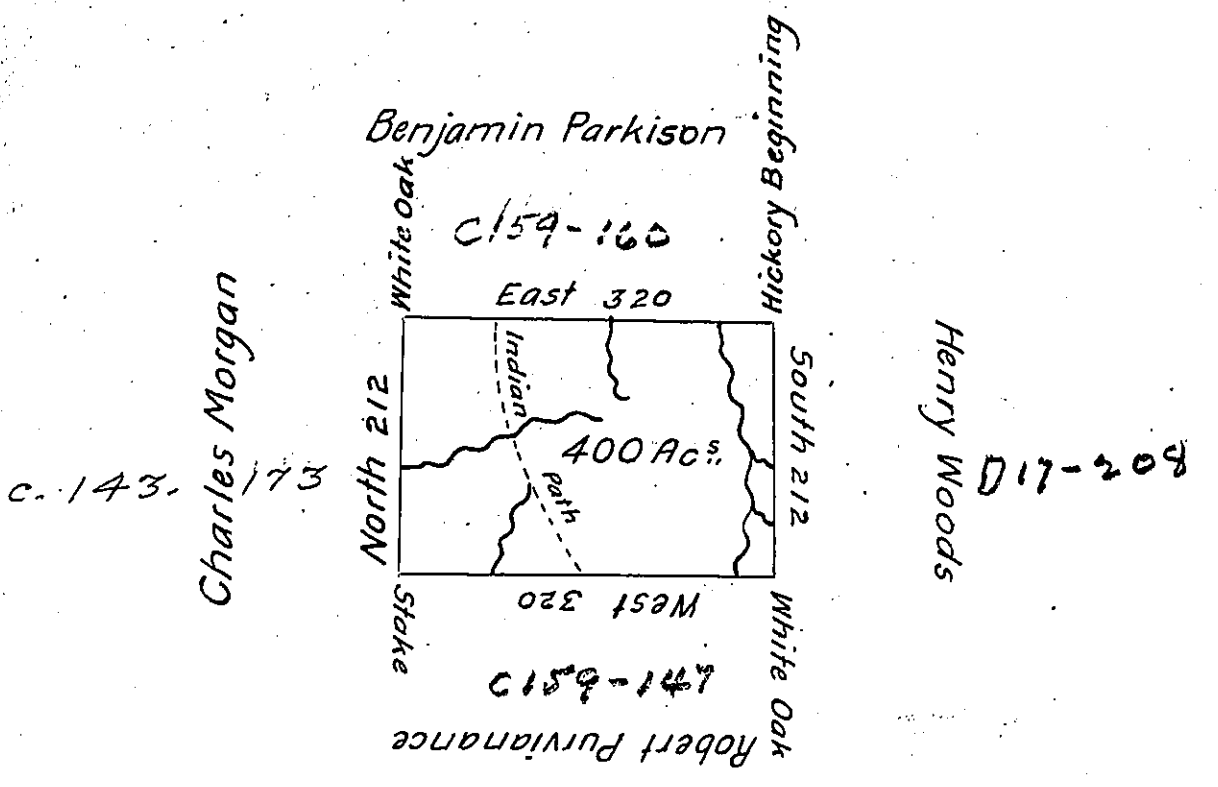 Benjamin Parkison
C159-160
White Oak
Hickory Beginning
East 320
Charles Morgan
c. 143. 173
North 212
Indian
Path
400 Acs.
South 212
Henry Woods
D17-208
Stake
West 320
White Oak
C159-147
Robert Purvianance